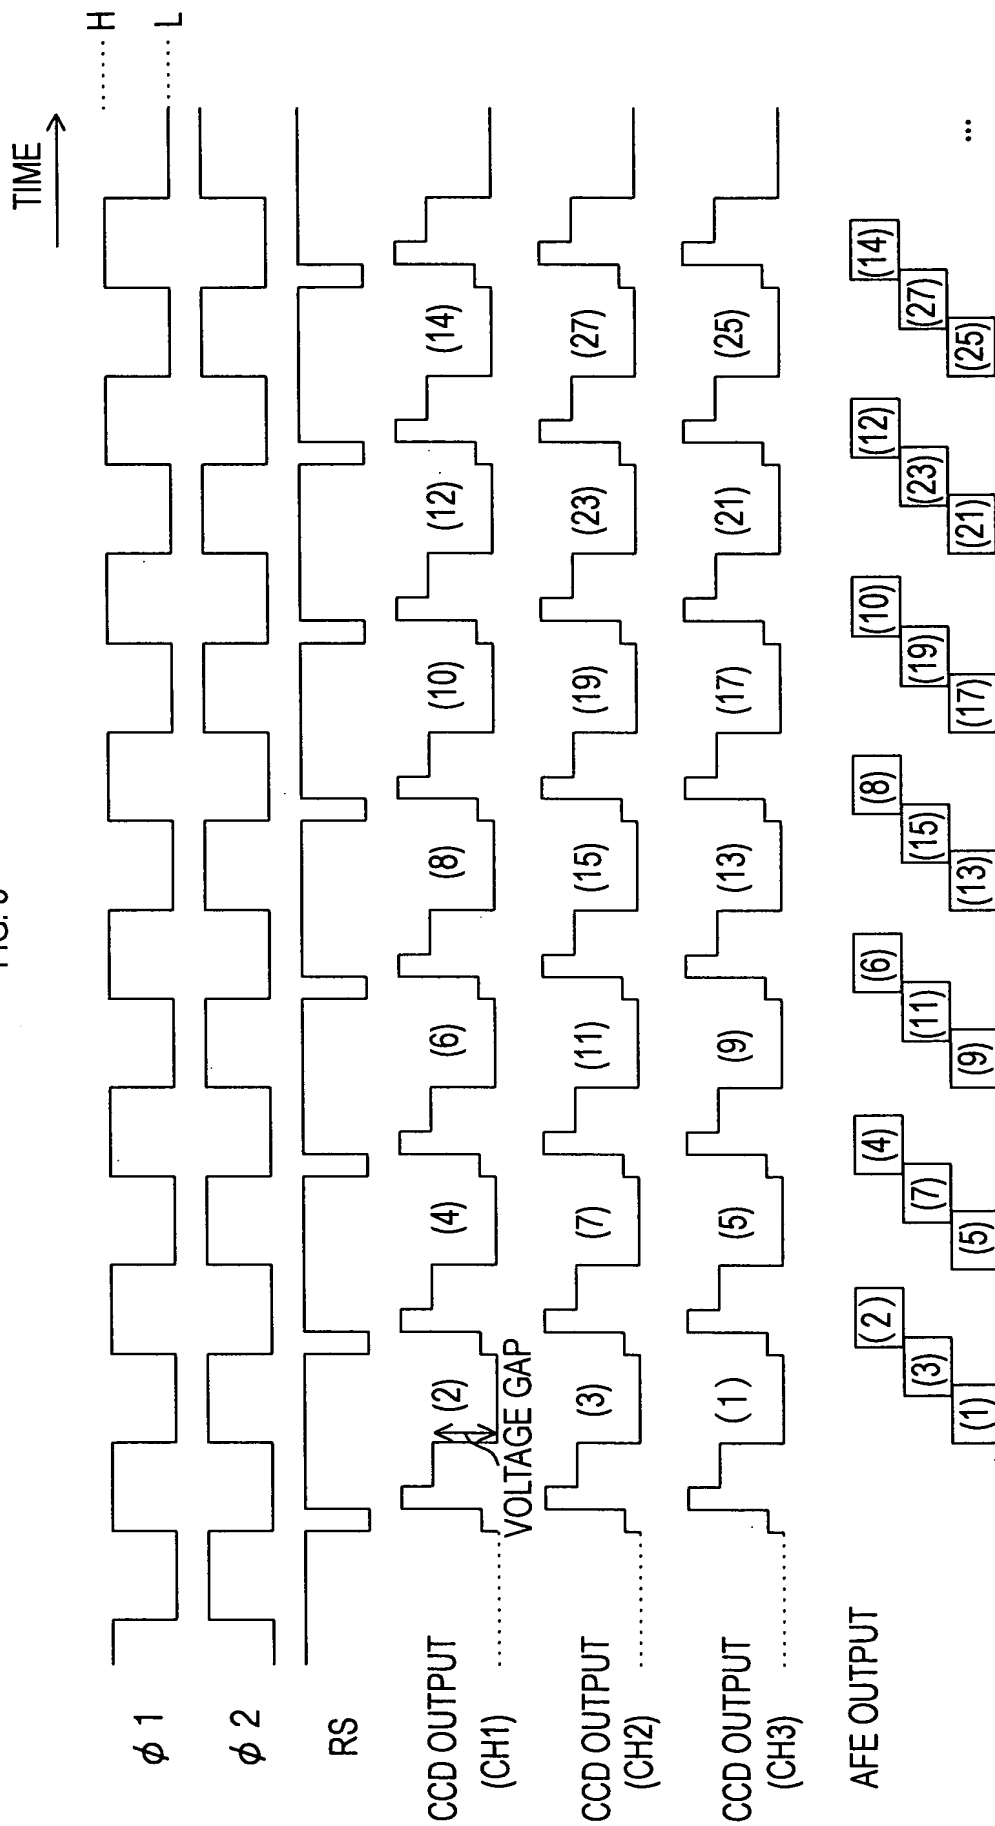 TIME
H
L
φ 1
φ 2
RS
CCD OUTPUT
(CH1)
(2) (4) (6) (8) (10) (12) (14)
VOLTAGE GAP
CCD OUTPUT
(CH2)
(3) (7) (11) (15) (19) (23) (27)
CCD OUTPUT
(CH3)
(1) (5) (9) (13) (17) (21) (25)
AFE OUTPUT
(2) (4) (6) (8) (10) (12) (14)
(3) (7) (11) (15) (19) (23) (27)
(1) (5) (9) (13) (17) (21) (25)
...